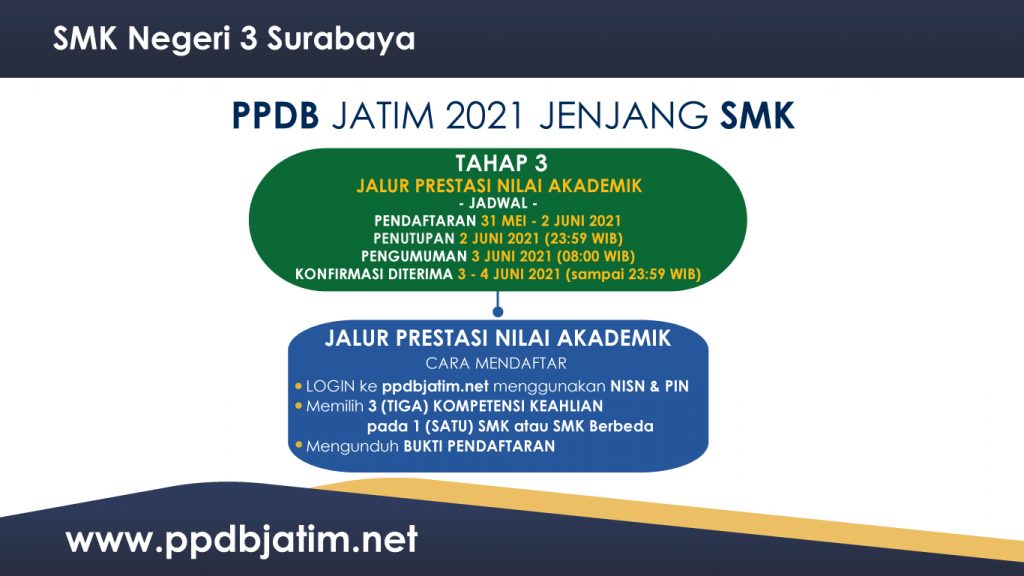 SMK Negeri 3 Surabaya
PPDB JATIM 2021 JENJANG SMK
TAHAP 3
JALUR PRESTASI NILAI AKADEMIK
- JADWAL -
PENDAFTARAN 31 MEI - 2 JUNI 2021
PENUTUPAN 2 JUNI 2021 (23:59 WIB)
PENGUMUMAN 3 JUNI 2021 (08:00 WIB)
KONFIRMASI DITERIMA 3 - 4 JUNI 2021 (sampai 23:59 WIB)
JALUR PRESTASI NILAI AKADEMIK
CARA MENDAFTAR
LOGIN ke ppdbjatim.net menggunakan NISN & PIN
Memilih 3 (TIGA) KOMPETENSI KEAHLIAN
pada 1 (SATU) SMK atau SMK Berbeda
Mengunduh BUKTI PENDAFTARAN
www.ppdbjatim.net